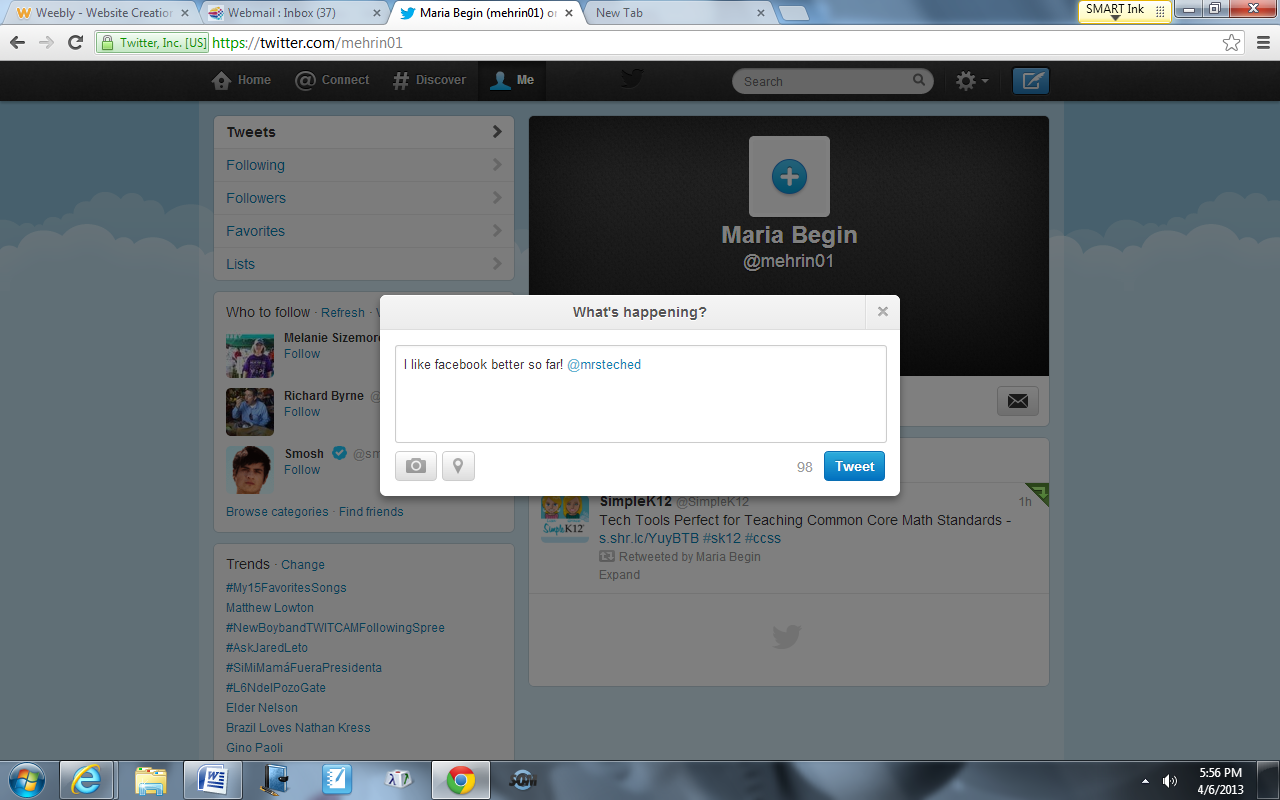 Weebly - Website Creation
Webmail : Inbox (37)
Maria Begin (mehrin01) on
New Tab
SMART Ink
Twitter, Inc. [US]
https://twitter.com/mehrin01
Home
Connect
Discover
Me
Search
Tweets
Following
Followers
Favorites
Lists
Maria Begin
@mehrin01
Who to follow · Refresh ·
Melanie Sizemore
Follow
Richard Byrne
Follow
Smosh @sm
Follow
Browse categories · Find friends
What's happening?
I like facebook better so far! @mrsteched
98
Tweet
SimpleK12 @SimpleK12 1h
Tech Tools Perfect for Teaching Common Core Math Standards -
s.shr.lc/YuyBTB #sk12 #ccss
Retweeted by Maria Begin
Expand
SimpleK12
Trends · Change
#My15FavoritesSongs
Matthew Lowton
#NewBoybandTWITCAMFollowingSpree
#AskJaredLeto
#SiMiMamáFueraPresidenta
#L6NdelPozoGate
Elder Nelson
Brazil Loves Nathan Kress
Gino Paoli
5:56 PM
4/6/2013